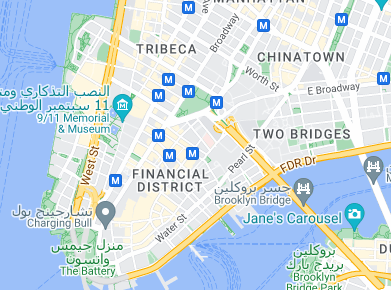 MANHATTAN
Broadway
TRIBECA
CHINATOWN
Worth St
E Broadway
النصب التذكاري ومت
11 سبتمبر الوطني
9/11 Memorial
& Museum
TWO BRIDGES
West St
Pearl St
FDR Dr
FINANCIAL
DISTRICT
جسر بروكلين
Brooklyn Bridge
تشارجينج بول
Charging Bull
Water St
Jane's Carousel
منزل جيمس
واتسون
The Battery
بروكلين
بريدج بارك
Brooklyn
Bridge Park